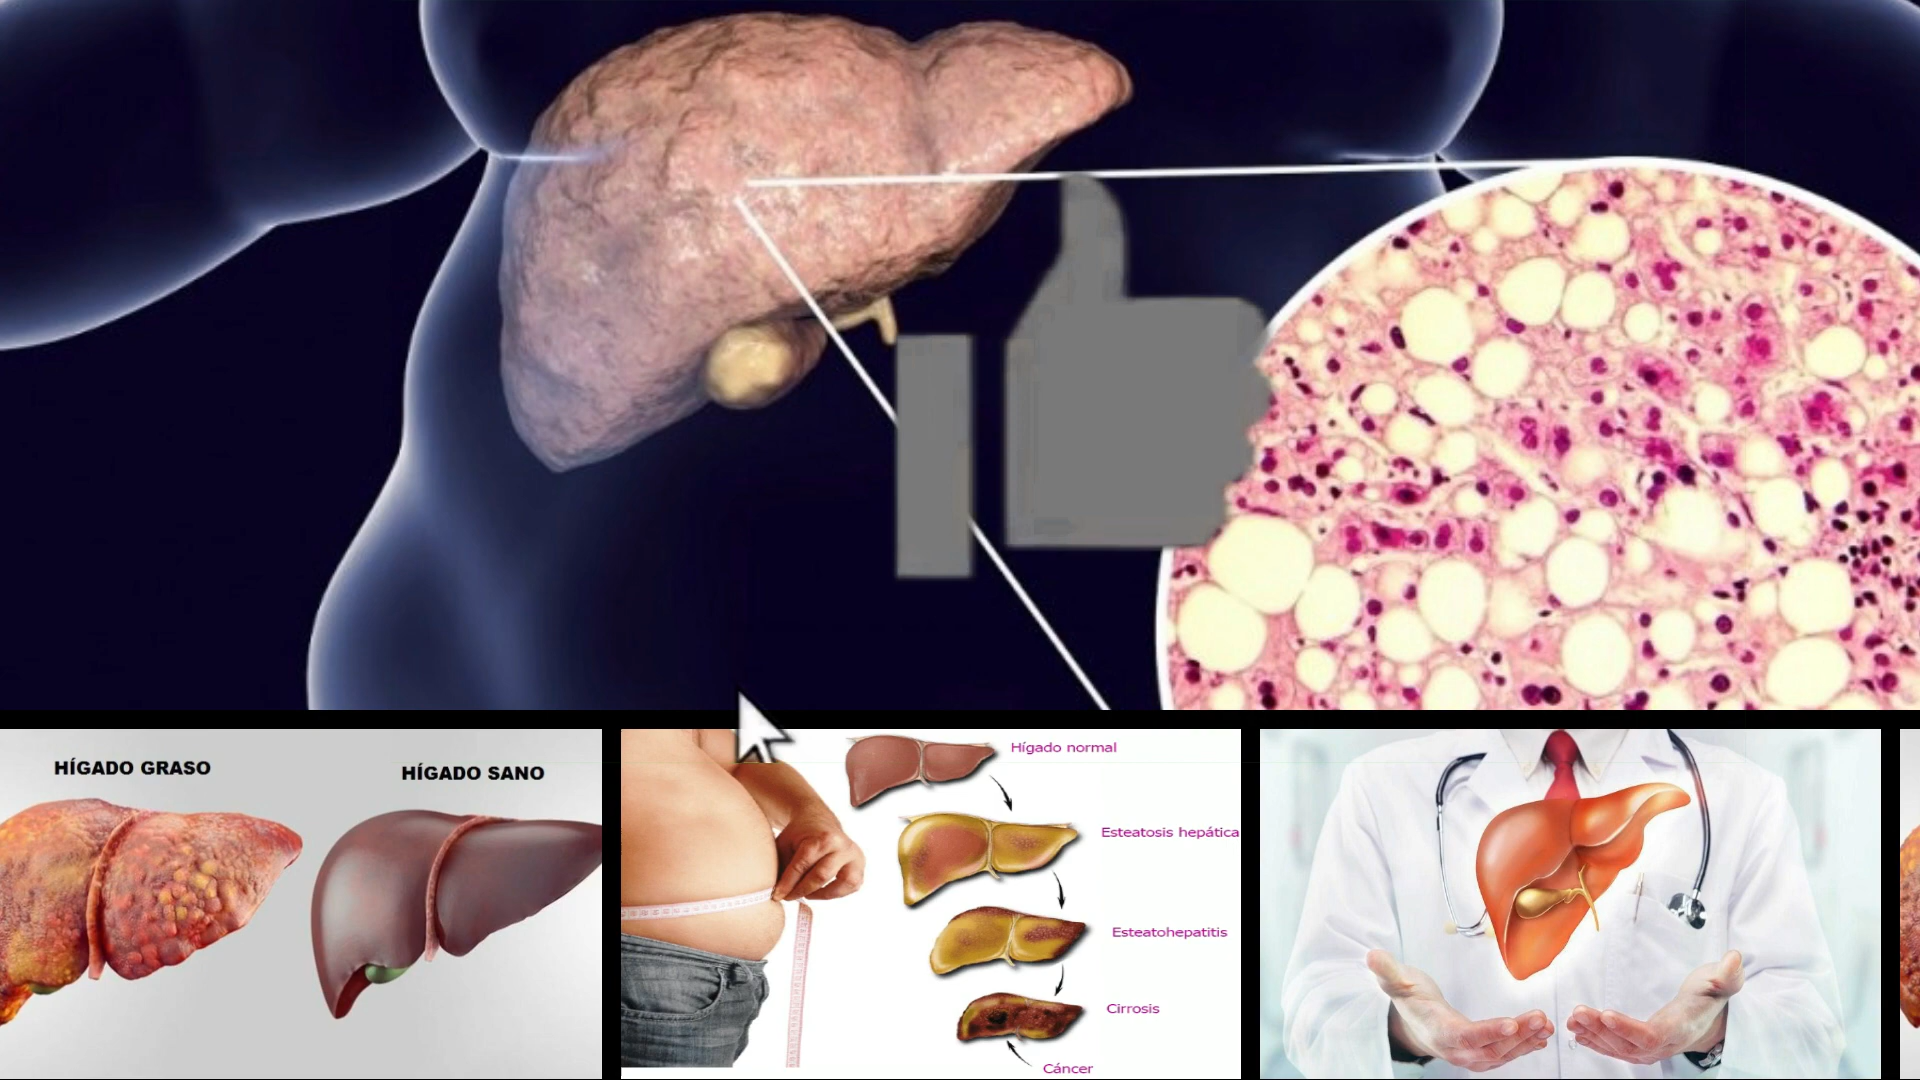 HÍGADO GRASO
HÍGADO SANO
Hígado normal
Esteatosis hepática
Esteatohepatitis
Cirrosis
Cáncer